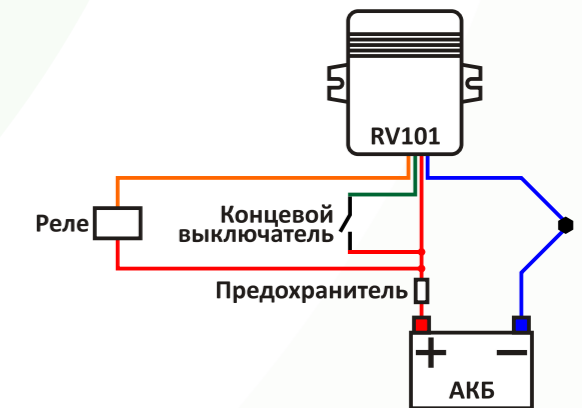 RV101
Реле
Концевой
выключатель
Предохранитель
+ −
АКБ